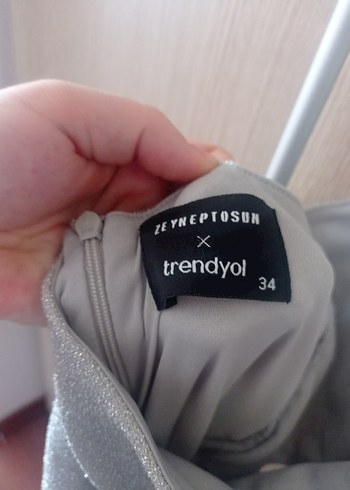 ZEYNEPTOSUN
X
trendyol
34